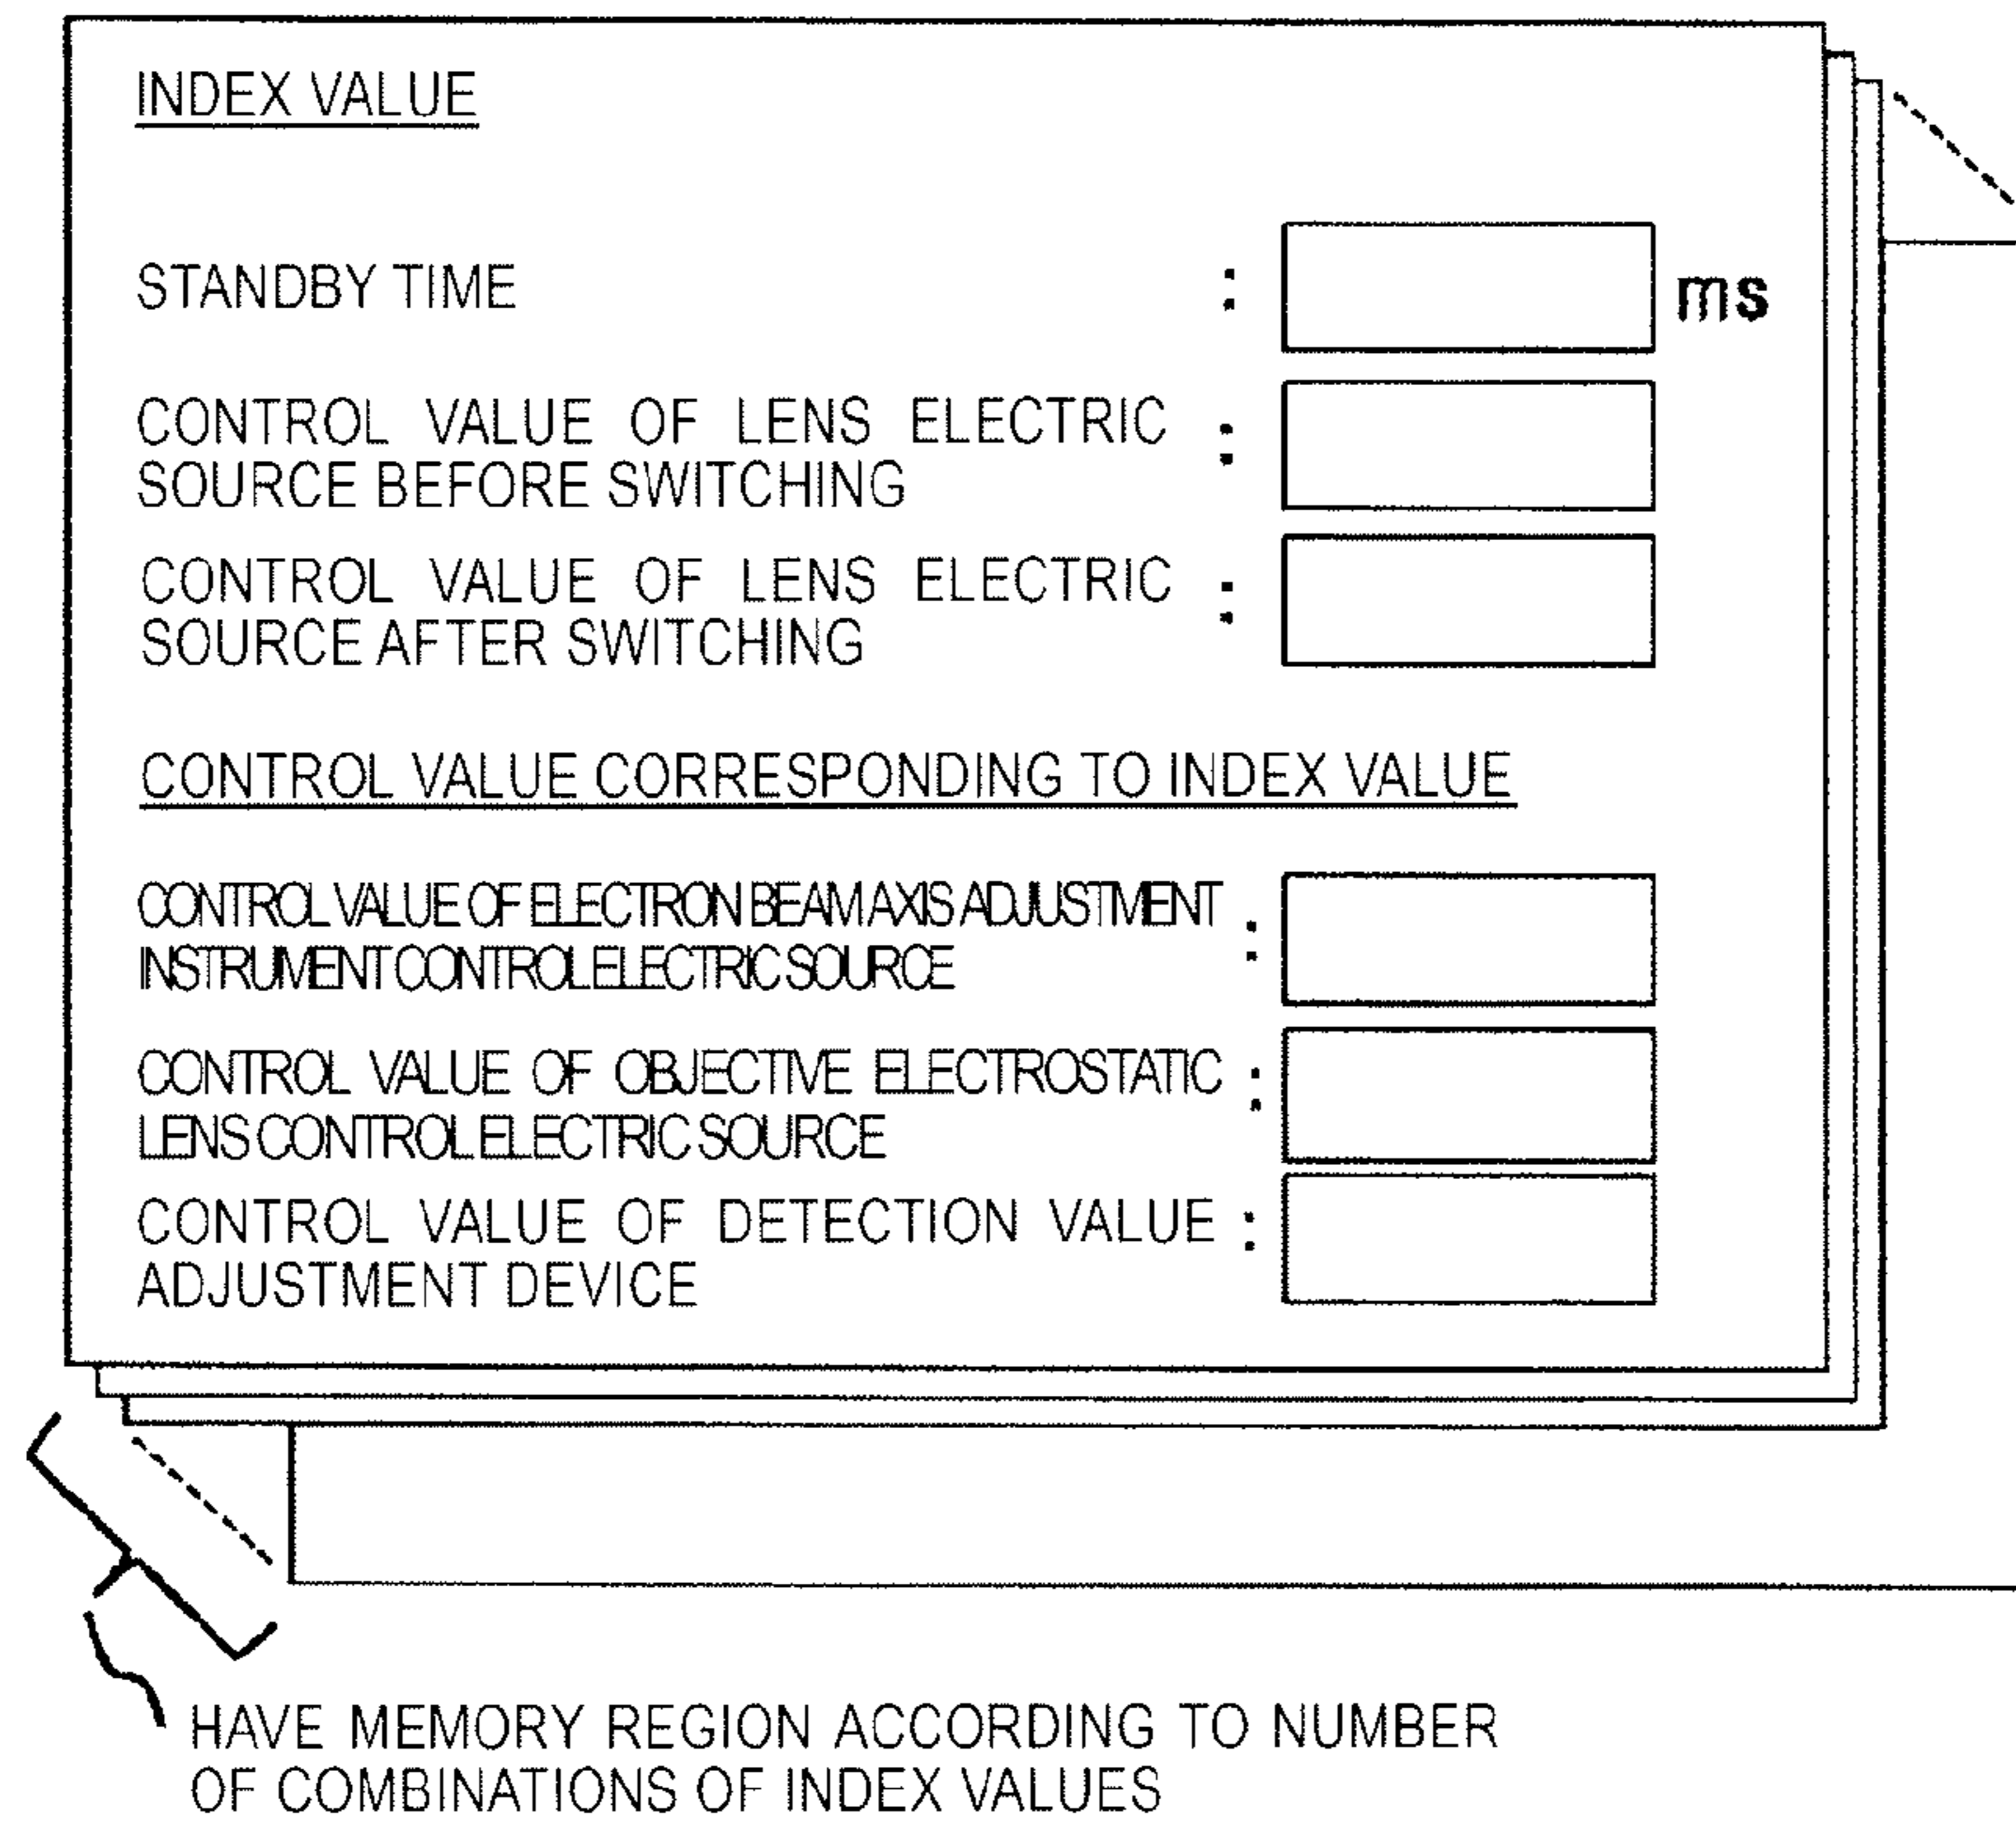 INDEX VALUE
STANDBY TIME : ms
CONTROL VALUE OF LENS ELECTRIC :
SOURCE BEFORE SWITCHING
CONTROL VALUE OF LENS ELECTRIC :
SOURCE AFTER SWITCHING
CONTROL VALUE CORRESPONDING TO INDEX VALUE
CONTROL VALUE OF ELECTRON BEAM AXIS ADJUSTMENT :
INSTRUMENT CONTROL ELECTRIC SOURCE
CONTROL VALUE OF OBJECTIVE ELECTROSTATIC :
LENS CONTROL ELECTRIC SOURCE
CONTROL VALUE OF DETECTION VALUE :
ADJUSTMENT DEVICE
HAVE MEMORY REGION ACCORDING TO NUMBER
OF COMBINATIONS OF INDEX VALUES